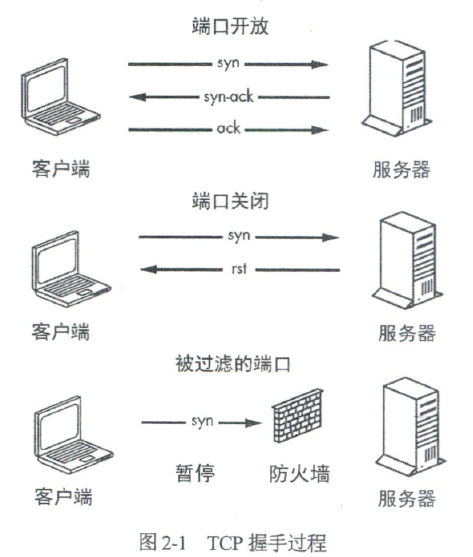 端口开放
syn
syn-ack
ack
客户端 服务器
端口关闭
syn
rst
客户端 服务器
被过滤的端口
syn
暂停 防火墙
客户端 服务器
图 2-1 TCP 握手过程